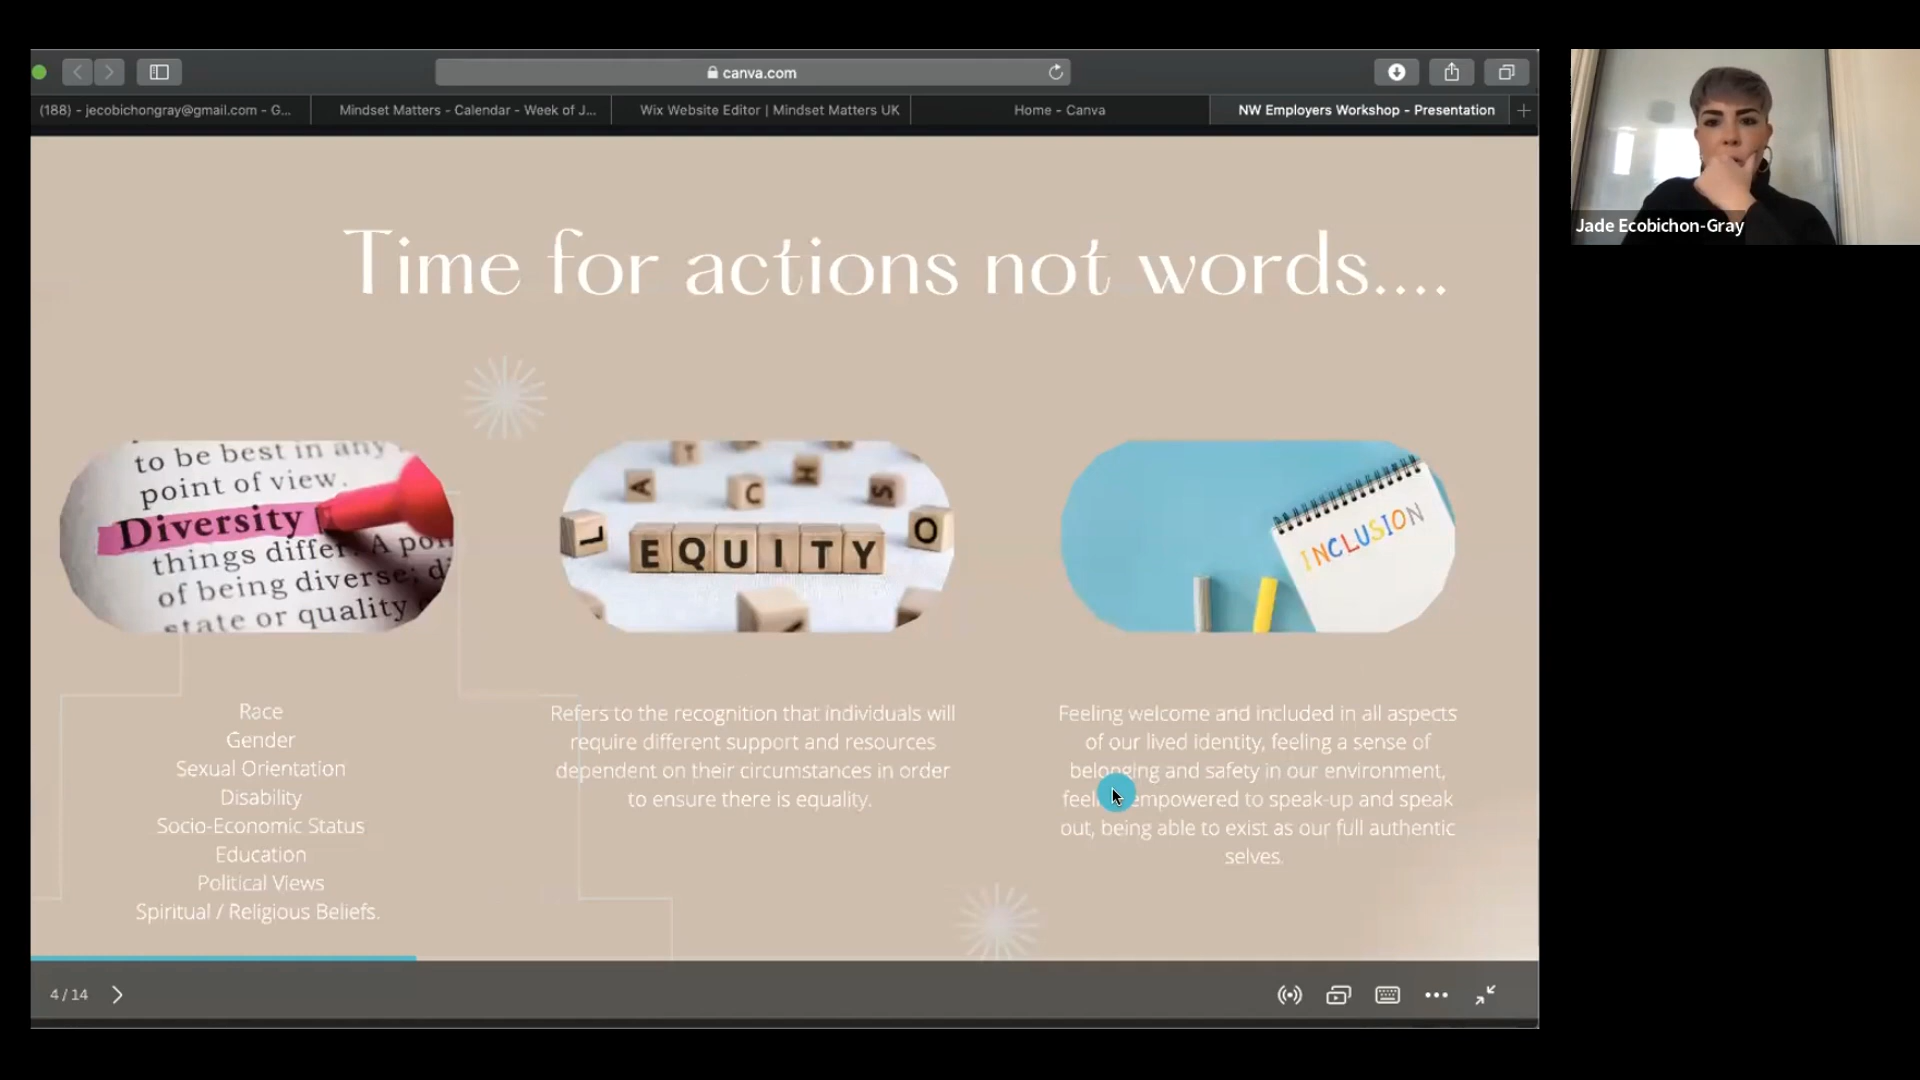 canva.com
(188) - jecobichongray@gmail.com - G...
Mindset Matters - Calendar - Week of J...
Wix Website Editor | Mindset Matters UK
Home - Canva
NW Employers Workshop - Presentation
Jade Ecobichon-Gray
Time for actions not words....
to be best in any
point of view.
Diversity
things differ. A
of being diverse;
state or quality
A C H S
L EQUITY O
INCLUSION
Race
Gender
Sexual Orientation
Disability
Socio-Economic Status
Education
Political Views
Spiritual / Religious Beliefs.
Refers to the recognition that individuals will
require different support and resources
dependent on their circumstances in order
to ensure there is equality.
Feeling welcome and included in all aspects
of our lived identity, feeling a sense of
belonging and safety in our environment,
empowered to speak-up and speak
out, being able to exist as our full authentic
selves.
4 / 14